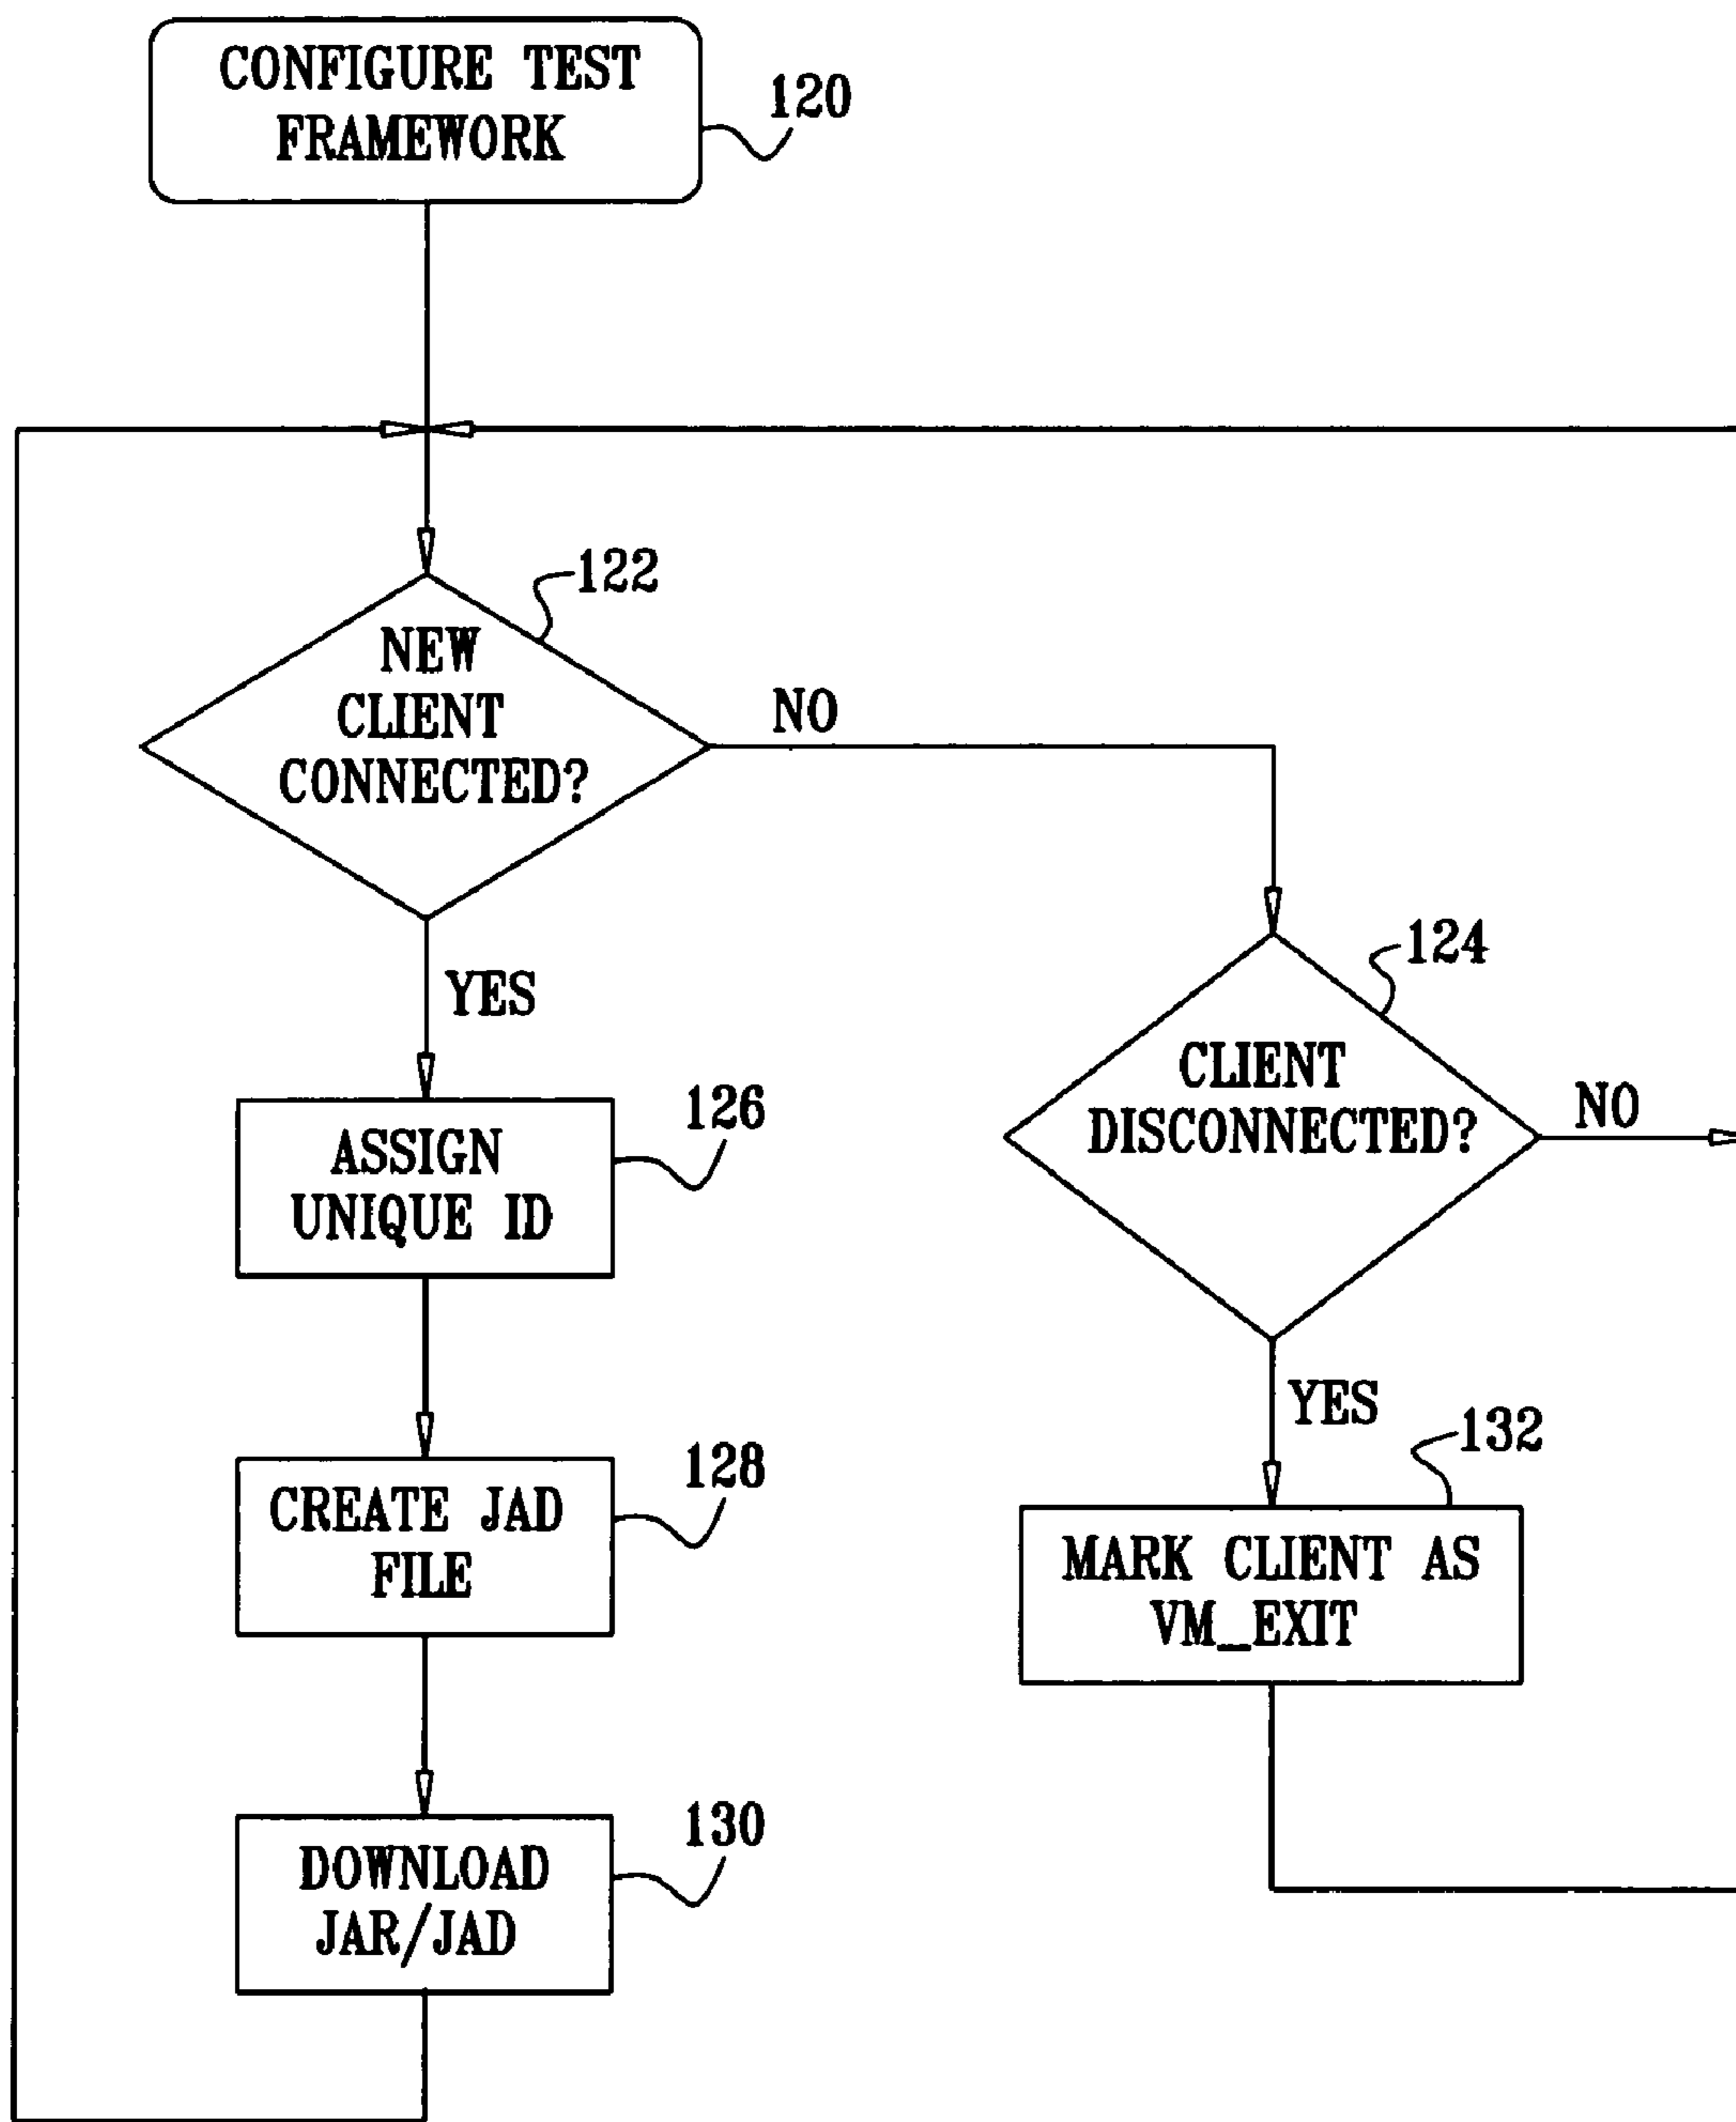 CONFIGURE TEST
FRAMEWORK
120
122
NEW
CLIENT
CONNECTED?
NO
YES
124
CLIENT
DISCONNECTED?
NO
126
ASSIGN
UNIQUE ID
YES
132
128
CREATE JAD
FILE
MARK CLIENT AS
VM_EXIT
130
DOWNLOAD
JAR/JAD